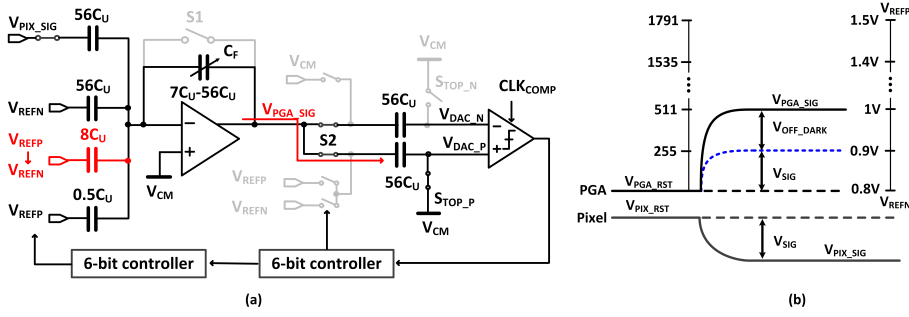 56C_U
V_PIX_SIG
S1
C_F
7C_U-56C_U
56C_U
V_REFN
V_REFP
V_REFN
8C_U
V_REFP
0.5C_U
V_CM
V_PGA_SIG
V_CM
S2
V_REFP
V_REFN
V_CM
S_TOP_N
56C_U
V_DAC_N
V_DAC_P
56C_U
S_TOP_P
V_CM
CLK_COMP
6-bit controller
6-bit controller
(a)
1791
1535
511
255
V_REFP
1.5V
1.4V
1V
0.9V
0.8V
V_REFN
V_PGA_SIG
V_OFF_DARK
V_SIG
PGA
V_PGA_RST
Pixel
V_PIX_RST
V_SIG
V_PIX_SIG
(b)